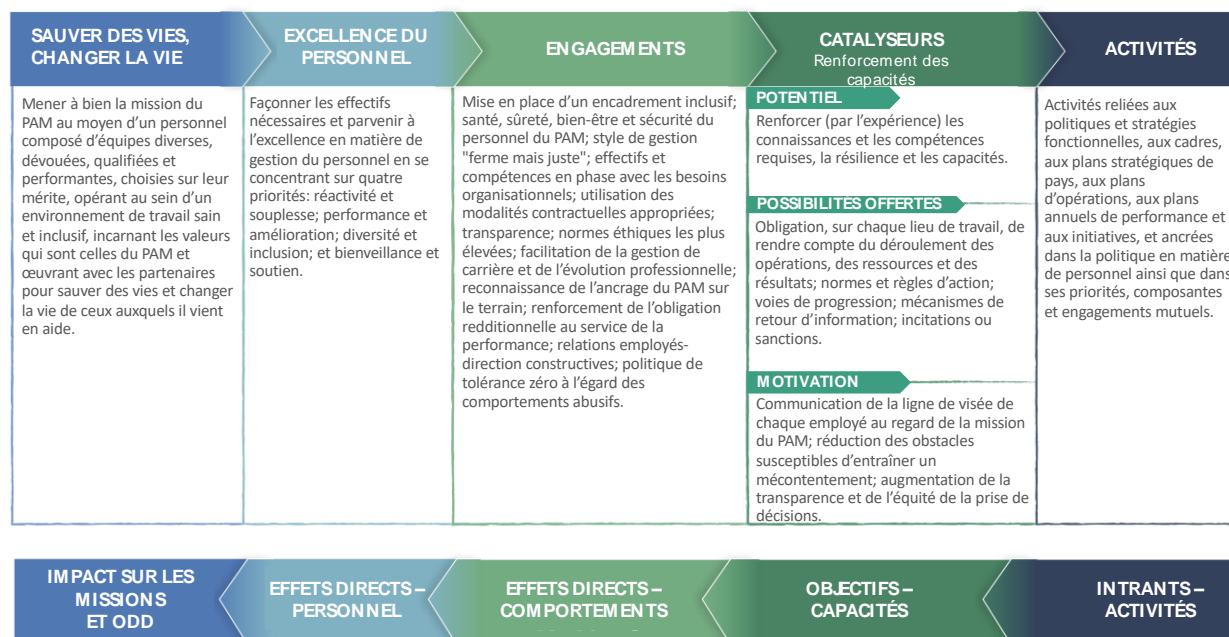 SAUVER DES VIES,
CHANGER LA VIE
EXCELLENCE DU
PERSONNEL
ENGAGEMENTS
CATALYSEURS
Renforcement des
capacités
ACTIVITÉS
Mener à bien la mission du
PAM au moyen d'un personnel
composé d'équipes diverses,
dévouées, qualifiées et
performantes, choisies sur leur
mérite, opérant au sein d'un
environnement de travail sain
et inclusif, incarnant les valeurs
qui sont celles du PAM et
œuvrant avec les partenaires
pour sauver des vies et changer
la vie de ceux auxquels il vient
en aide.
Façonner les effectifs
nécessaires et parvenir à
l'excellence en matière de
gestion du personnel en se
concentrant sur quatre
priorités: réactivité et
souplesse; performance et
amélioration; diversité et
inclusion; et bienveillance et
soutien.
Mise en place d'un encadrement inclusif;
santé, sûreté, bien-être et sécurité du
personnel du PAM; style de gestion
"ferme mais juste"; effectifs et
compétences en phase avec les besoins
organisationnels; utilisation des
modalités contractuelles appropriées;
transparence; normes éthiques les plus
élevées; facilitation de la gestion de
carrière et de l'évolution professionnelle;
reconnaissance de l'ancrage du PAM sur
le terrain; renforcement de l'obligation
redditionnelle au service de la
performance; relations employés-
direction constructives; politique de
tolérance zéro à l'égard des
comportements abusifs.
POTENTIEL
Renforcer (par l'expérience) les
connaissances et les compétences
requises, la résilience et les capacités.
POSSIBILITÉS OFFERTES
Obligation, sur chaque lieu de travail, de
rendre compte du déroulement des
opérations, des ressources et des
résultats; normes et règles d'action;
voies de progression; mécanismes de
retour d'information; incitations ou
sanctions.
MOTIVATION
Communication de la ligne de visée de
chaque employé au regard de la mission
du PAM; réduction des obstacles
susceptibles d'entraîner un
mécontentement; augmentation de la
transparence et de l'équité de la prise de
décisions.
Activités reliées aux
politiques et stratégies
fonctionnelles, aux cadres,
aux plans stratégiques de
pays, aux plans
d'opérations, aux plans
annuels de performance et
aux initiatives, et ancrées
dans la politique en matière
de personnel ainsi que dans
ses priorités, composantes
et engagements mutuels.
IMPACT SUR LES
MISSIONS
ET ODD
EFFETS DIRECTS –
PERSONNEL
EFFETS DIRECTS –
COMPORTEMENTS
OBJECTIFS –
CAPACITÉS
INTRANTS –
ACTIVITÉS